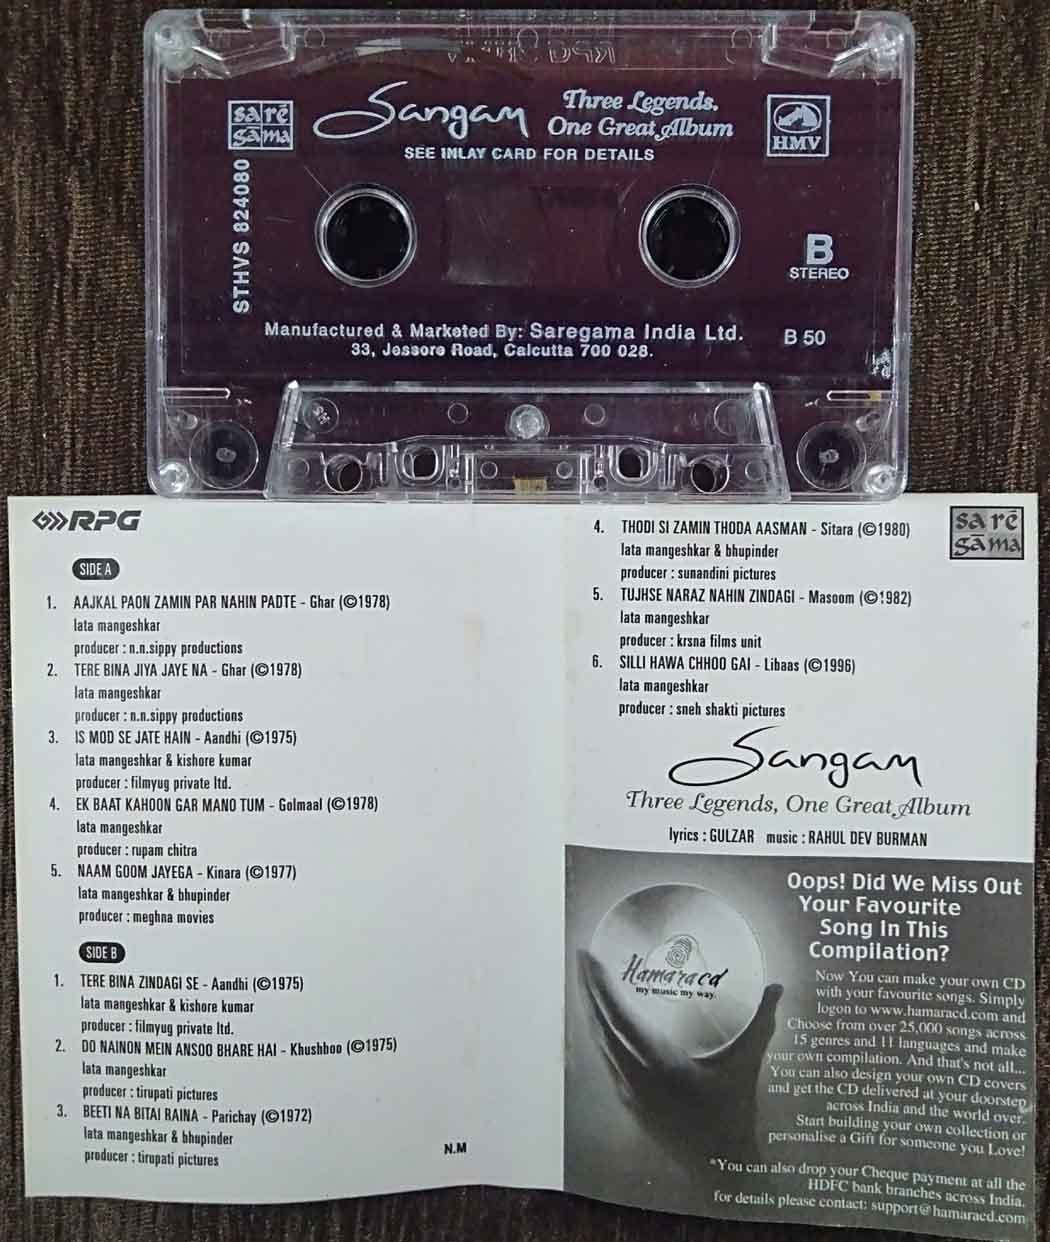 sa rē
gāma
Sangam
Three Legends,
One Great Album
HMV
SEE INLAY CARD FOR DETAILS
STHVS 824080
B
STEREO
Manufactured & Marketed By: Saregama India Ltd.
33, Jessore Road, Calcutta 700 028.
B 50
RPG
SIDE A
1. AAJKAL PAON ZAMIN PAR NAHIN PADTE - Ghar (©1978)
lata mangeshkar
producer : n.n.sippy productions
2. TERE BINA JIYA JAYE NA - Ghar (©1978)
lata mangeshkar
producer : n.n.sippy productions
3. IS MOD SE JATE HAIN - Aandhi (©1975)
lata mangeshkar & kishore kumar
producer : filmyug private ltd.
4. EK BAAT KAHOON GAR MANO TUM - Golmaal (©1978)
lata mangeshkar
producer : rupam chitra
5. NAAM GOOM JAYEGA - Kinara (©1977)
lata mangeshkar & bhupinder
producer : meghna movies
SIDE B
1. TERE BINA ZINDAGI SE - Aandhi (©1975)
lata mangeshkar & kishore kumar
producer : filmyug private ltd.
2. DO NAINON MEIN ANSOO BHARE HAI - Khushboo (©1975)
lata mangeshkar
producer : tirupati pictures
3. BEETI NA BITAI RAINA - Parichay (©1972)
lata mangeshkar & bhupinder
producer : tirupati pictures
N.M
4. THODI SI ZAMIN THODA AASMAN - Sitara (©1980)
lata mangeshkar & bhupinder
producer : sunandini pictures
5. TUJHSE NARAZ NAHIN ZINDAGI - Masoom (©1982)
lata mangeshkar
producer : krsna films unit
6. SILLI HAWA CHHOO GAI - Libaas (©1996)
lata mangeshkar
producer : sneh shakti pictures
sa rē
gāma
Sangam
Three Legends, One Great Album
lyrics : GULZAR music : RAHUL DEV BURMAN
Oops! Did We Miss Out
Your Favourite
Song In This
Compilation?
Hamaracd
my music my way.
Now You can make your own CD
with your favourite songs. Simply
logon to www.hamaracd.com and
Choose from over 25,000 songs across
15 genres and 11 languages and make
your own compilation. And that's not all...
You can also design your own CD covers
and get the CD delivered at your doorstep
across India and the world over.
Start building your own collection or
personalise a Gift for someone you Love!
*You can also drop your Cheque payment at all the
HDFC bank branches across India.
for details please contact: support@hamaracd.com